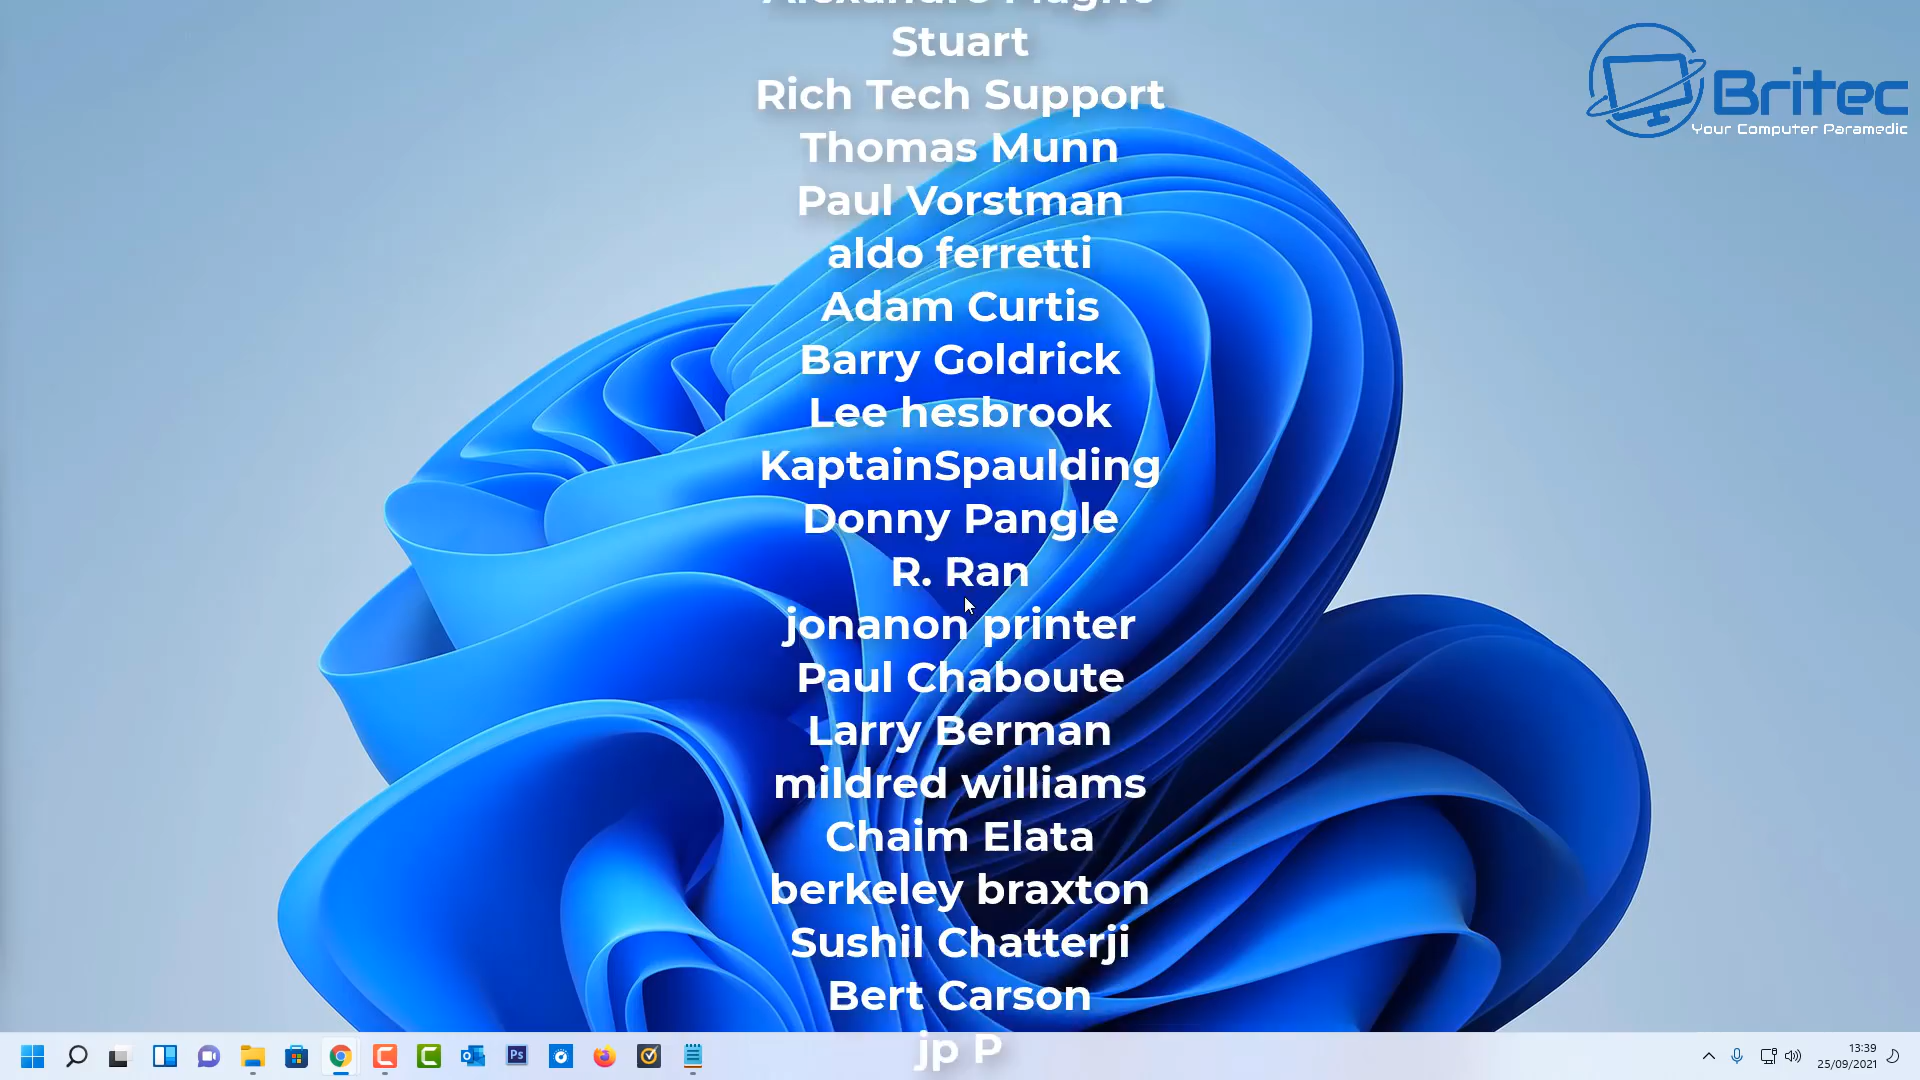 Stuart
Rich Tech Support
Thomas Munn
Paul Vorstman
aldo ferretti
Adam Curtis
Barry Goldrick
Lee hesbrook
KaptainSpaulding
Donny Pangle
R. Ran
jonanon printer
Paul Chaboute
Larry Berman
mildred williams
Chaim Elata
berkeley braxton
Sushil Chatterji
Bert Carson
jp P
Britec
Your Computer Paramedic
Ps
13:39
25/09/2021